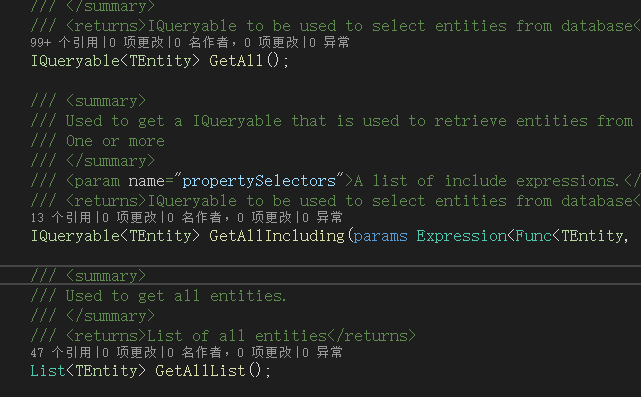 /// </summary>
/// <returns>IQueryable to be used to select entities from database<
99+ 个引用|0 项更改|0 名作者, 0 项更改|0 异常
IQueryable<TEntity> GetAll();
/// <summary>
/// Used to get a IQueryable that is used to retrieve entities from
/// One or more
/// </summary>
/// <param name="propertySelectors">A list of include expressions.</
/// <returns>IQueryable to be used to select entities from database<
13 个引用|0 项更改|0 名作者, 0 项更改|0 异常
IQueryable<TEntity> GetAllIncluding(params Expression<Func<TEntity,
/// <summary>
/// Used to get all entities.
/// </summary>
/// <returns>List of all entities</returns>
47 个引用|0 项更改|0 名作者, 0 项更改|0 异常
List<TEntity> GetAllList();